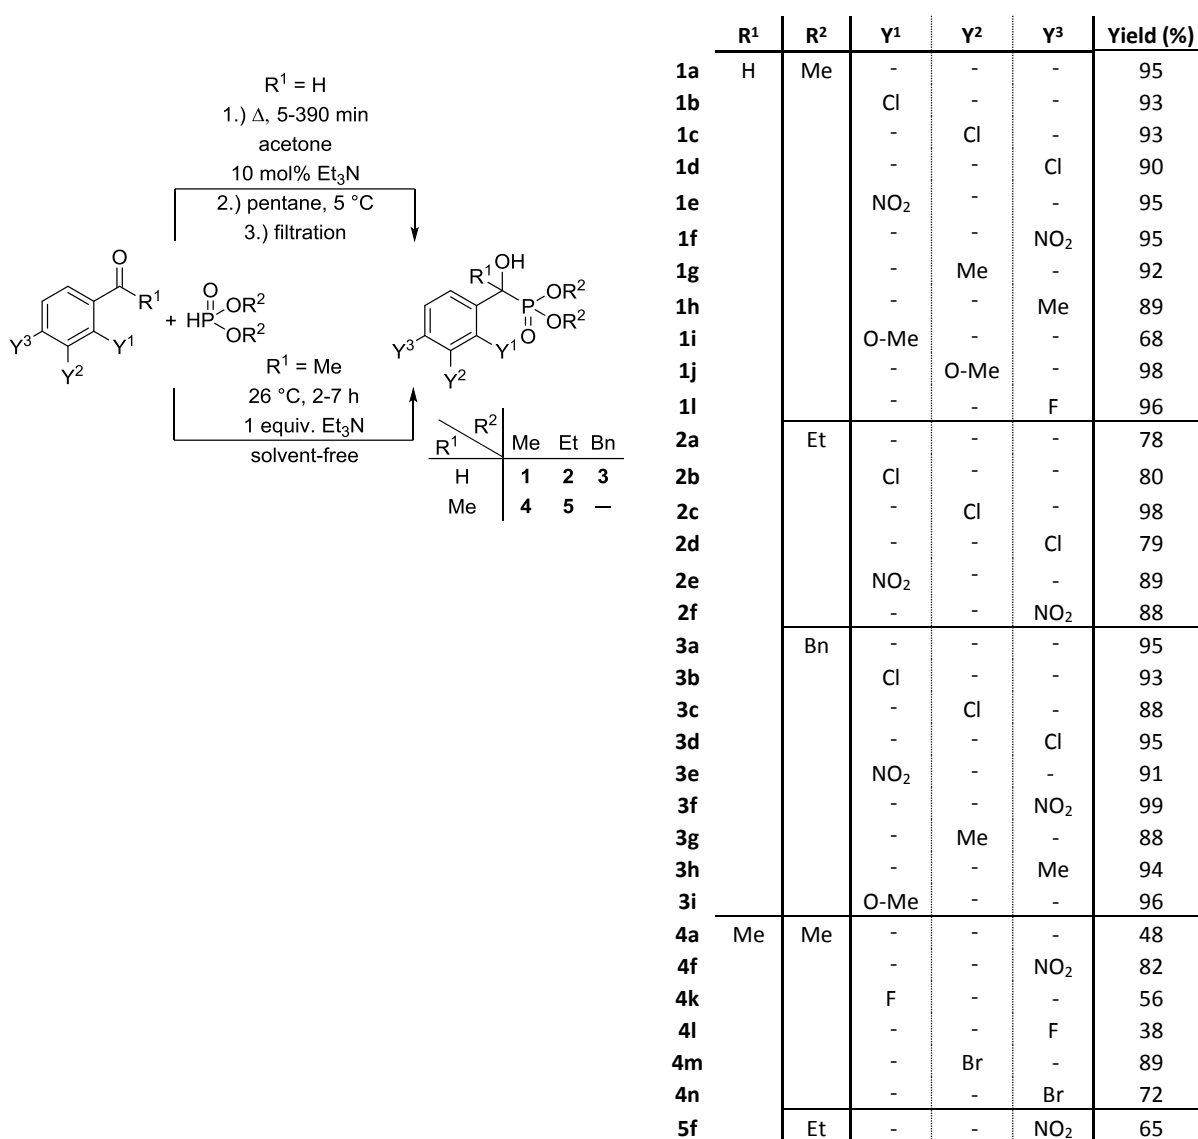 R¹ = H
1.) Δ, 5-390 min
acetone
10 mol% Et₃N
2.) pentane, 5 °C
3.) filtration
O
R¹
Y³
Y¹
Y²
+
O
HP
OR²
OR²
R¹ OH
P
OR²
OR²
O
Y³
Y¹
Y²
R¹ = Me
26 °C, 2-7 h
1 equiv. Et₃N
solvent-free
R² R¹ Me Et Bn
H 1 2 3
Me 4 5 –
R¹ R² Y¹ Y² Y³ Yield (%)
1a H Me - - - 95
1b Cl - - 93
1c - Cl - 93
1d - - Cl 90
1e NO₂ - - 95
1f - - NO₂ 95
1g - Me - 92
1h - - Me 89
1i O-Me - - 68
1j - O-Me - 98
1l - - F 96
2a Et - - - 78
2b Cl - - 80
2c - Cl - 98
2d - - Cl 79
2e NO₂ - - 89
2f - - NO₂ 88
3a Bn - - - 95
3b Cl - - 93
3c - Cl - 88
3d - - Cl 95
3e NO₂ - - 91
3f - - NO₂ 99
3g - Me - 88
3h - - Me 94
3i O-Me - - 96
4a Me Me - - - 48
4f - - NO₂ 82
4k F - - 56
4l - - F 38
4m - Br - 89
4n - - Br 72
5f Et - - NO₂ 65